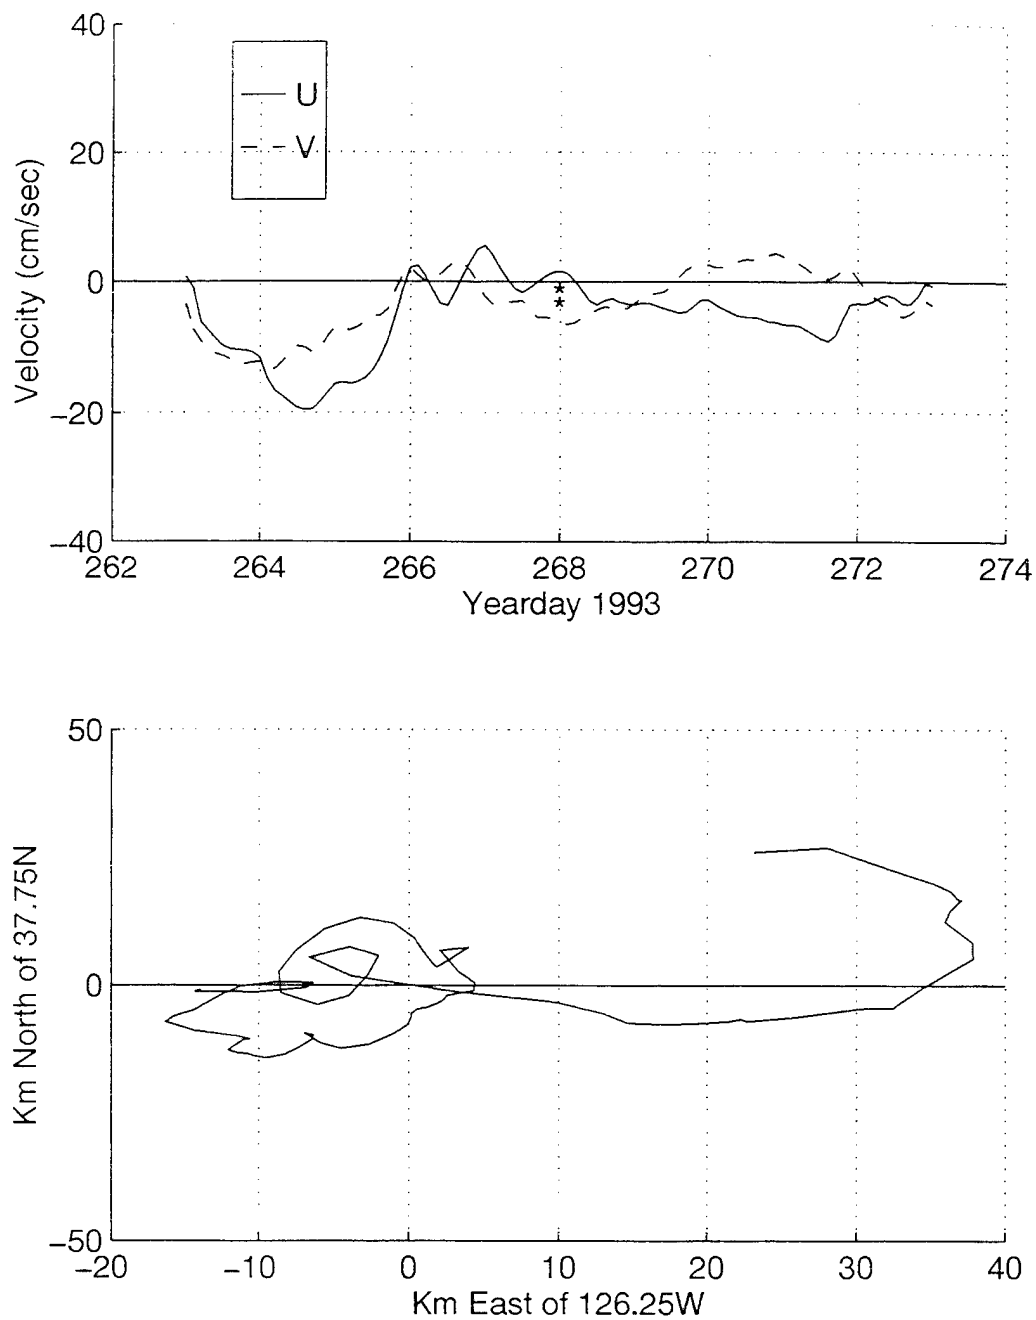 40
20
0
−20
−40
Velocity (cm/sec)
U
V
*
*
262 264 266 268 270 272 274
Yearday 1993
50
0
−50
Km North of 37.75N
−20 −10 0 10 20 30 40
Km East of 126.25W